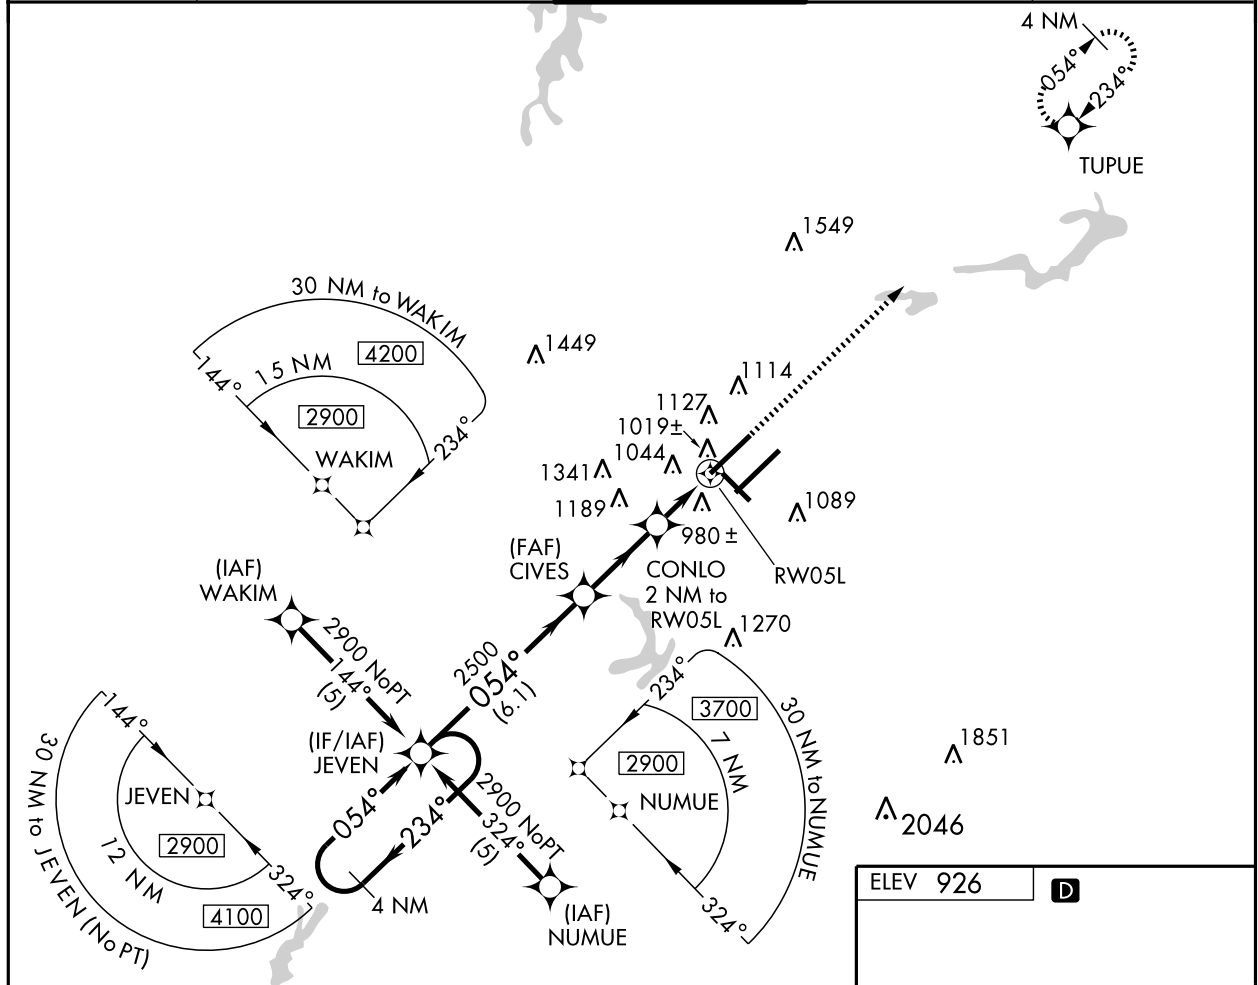 4 NM
054°
234°
TUPUE
1549
30 NM to WAKIM
4200
1449
144°
15 NM
2900
234°
WAKIM
1114
1127
1019±
1044
1341
1189
1089
980±
(FAF)
CIVES
CONLO
2 NM to
RW05L
RW05L
(IAF)
WAKIM
2900 NoPT
144°
(5)
2500
054°
(6.1)
1270
234°
3700
30 NM to NUMUE
2900
7 NM
NUMUE
324°
1851
2046
144°
30 NM to JEVEN (No PT)
JEVEN
2900
12 NM
324°
4100
(IF/IAF)
JEVEN
054°
234°
4 NM
2900 NoPT
324°
(5)
(IAF)
NUMUE
ELEV 926
D